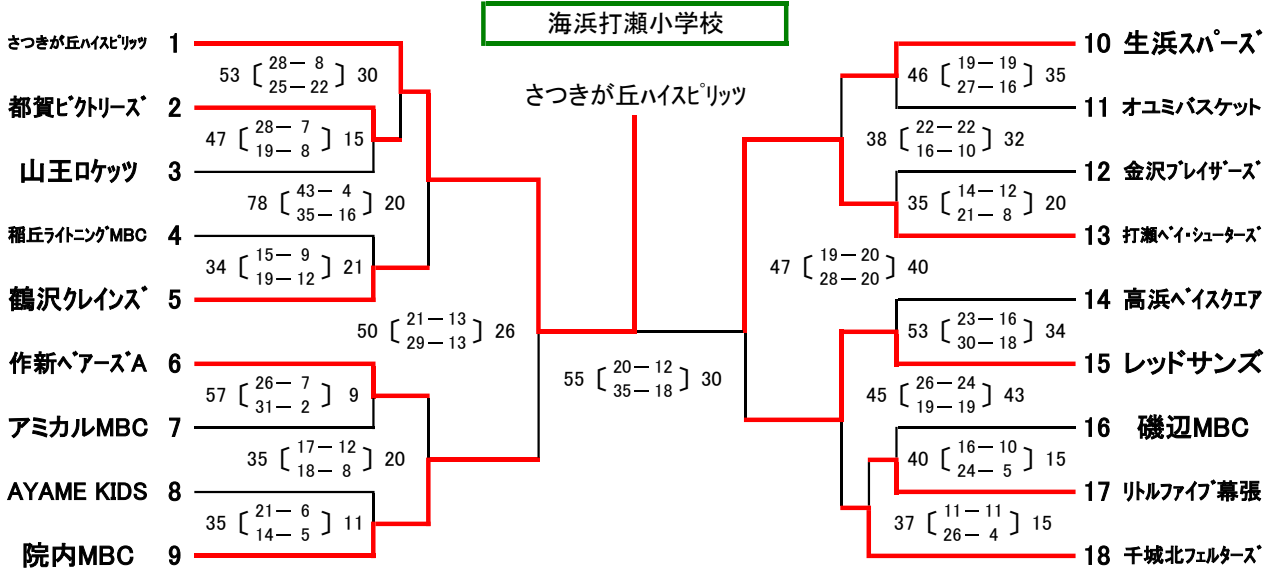 海浜打瀬小学校
さつきが丘ハイスピリッツ
さつきが丘ハイスピリッツ 1
53 〔 28－ 8 25－ 22 〕 30
都賀ビクトリーズ 2
47 〔 28－ 7 19－ 8 〕 15
山王ロケッツ 3
78 〔 43－ 4 35－ 16 〕 20
稲丘ライトニングMBC 4
34 〔 15－ 9 19－ 12 〕 21
鶴沢クレインズ 5
50 〔 21－ 13 29－ 13 〕 26
作新ベアーズA 6
57 〔 26－ 7 31－ 2 〕 9
アミカルMBC 7
35 〔 17－ 12 18－ 8 〕 20
AYAME KIDS 8
35 〔 21－ 6 14－ 5 〕 11
院内MBC 9
55 〔 20－ 12 35－ 18 〕 30
10 生浜スパーズ
46 〔 19－ 19 27－ 16 〕 35
11 オユミバスケット
38 〔 22－ 22 16－ 10 〕 32
12 金沢ブレイザーズ
35 〔 14－ 12 21－ 8 〕 20
13 打瀬ベイ・シューターズ
47 〔 19－ 20 28－ 20 〕 40
14 高浜ベイスクエア
53 〔 23－ 16 30－ 18 〕 34
15 レッドサンズ
45 〔 26－ 24 19－ 19 〕 43
16 磯辺MBC
40 〔 16－ 10 24－ 5 〕 15
17 リトルファイブ幕張
37 〔 11－ 11 26－ 4 〕 15
18 千城北フェルターズ